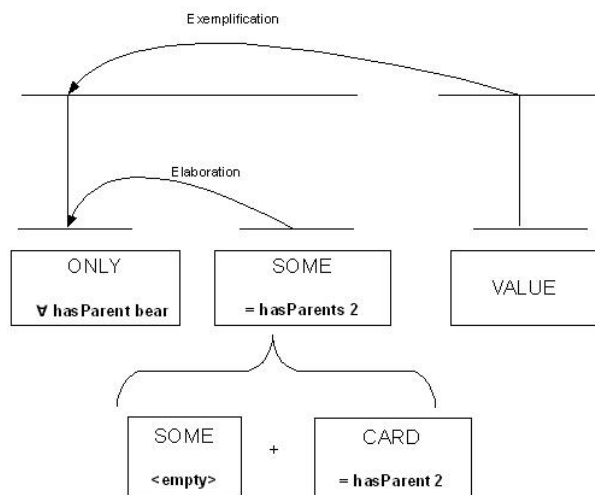 Exemplification
Elaboration
ONLY
∀ hasParent bear
SOME
= hasParents 2
VALUE
SOME
<empty>
+
CARD
= hasParent 2